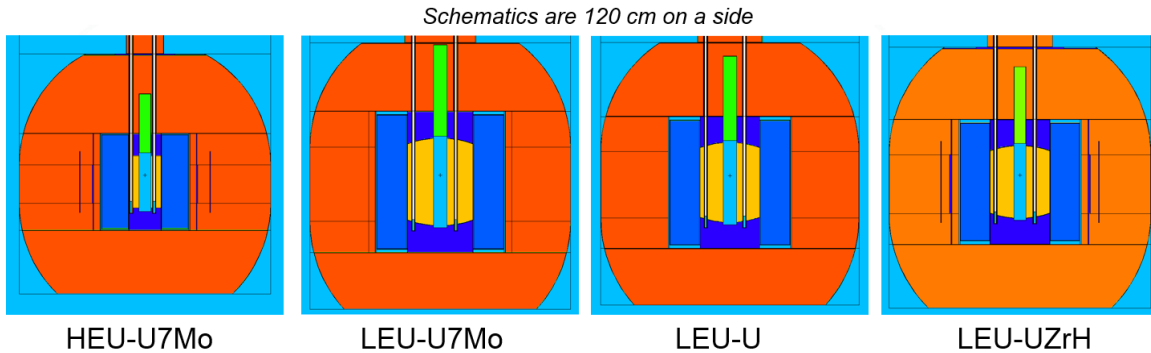 Schematics are 120 cm on a side
HEU-U7Mo
LEU-U7Mo
LEU-U
LEU-UZrH